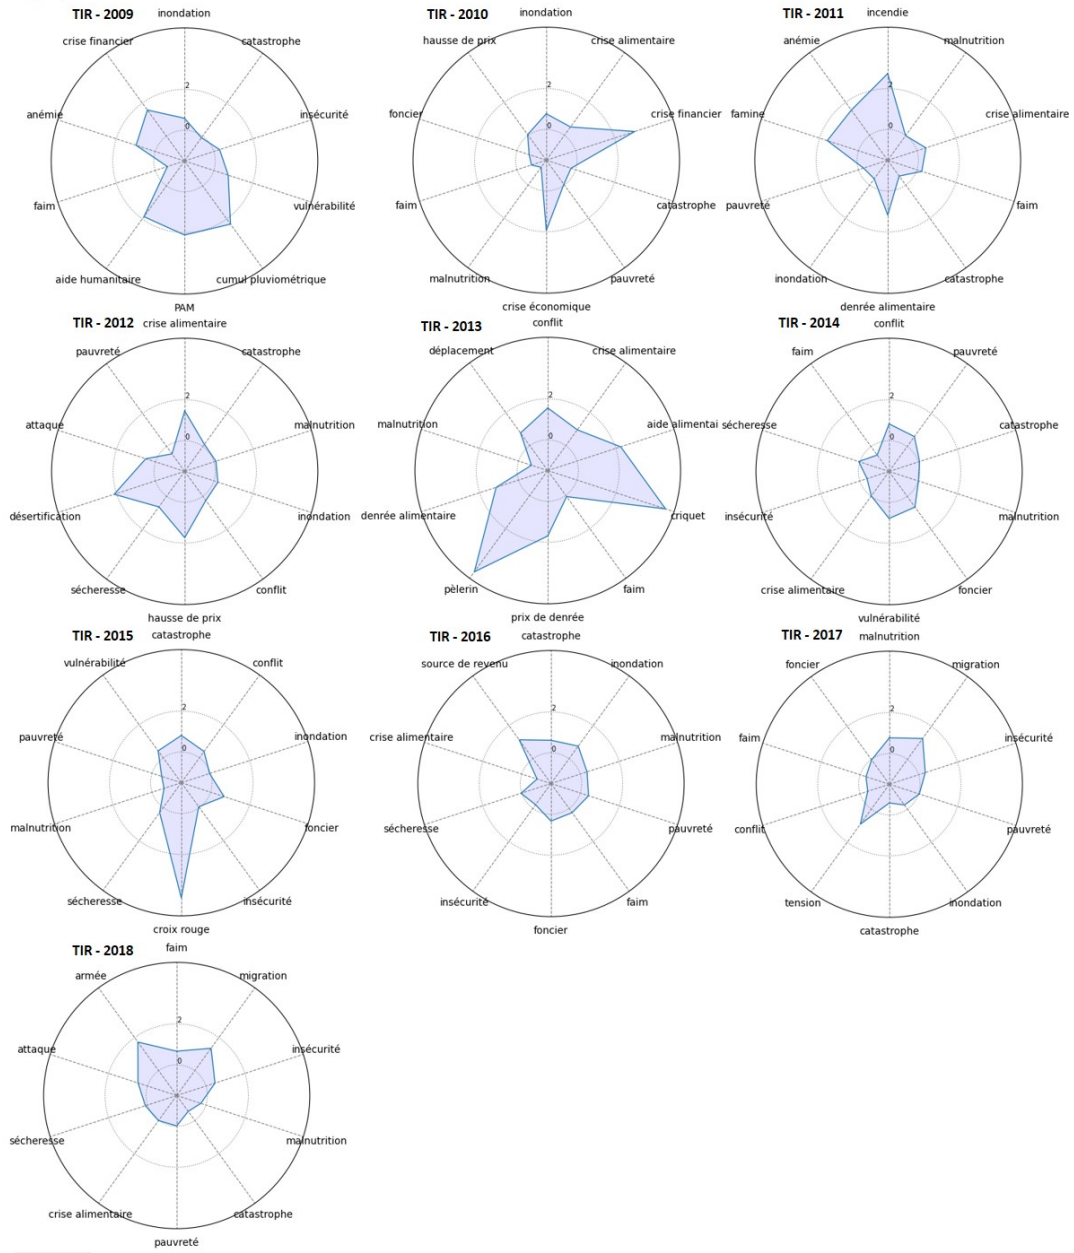 TIR - 2009
inondation
catastrophe
insécurité
vulnérabilité
cumul pluviométrique
PAM
aide humanitaire
faim
anémie
crise financier
2
0
TIR - 2010
inondation
crise alimentaire
crise financier
catastrophe
pauvreté
crise économique
malnutrition
faim
foncier
hausse de prix
2
0
TIR - 2011
incendie
malnutrition
crise alimentaire
faim
catastrophe
denrée alimentaire
inondation
pauvreté
famine
anémie
2
0
TIR - 2012
crise alimentaire
catastrophe
malnutrition
inondation
conflit
hausse de prix
sécheresse
désertification
attaque
pauvreté
2
0
TIR - 2013
conflit
crise alimentaire
aide alimentai
criquet
faim
prix de denrée
pèlerin
denrée alimentaire
malnutrition
déplacement
2
0
TIR - 2014
conflit
pauvreté
catastrophe
malnutrition
foncier
vulnérabilité
crise alimentaire
insécurité
sécheresse
faim
2
0
TIR - 2015
catastrophe
conflit
inondation
foncier
insécurité
croix rouge
sécheresse
malnutrition
pauvreté
vulnérabilité
2
0
TIR - 2016
catastrophe
inondation
malnutrition
pauvreté
faim
foncier
insécurité
sécheresse
crise alimentaire
source de revenu
2
0
TIR - 2017
malnutrition
migration
insécurité
pauvreté
inondation
catastrophe
tension
conflit
faim
foncier
2
0
TIR - 2018
faim
migration
insécurité
malnutrition
catastrophe
pauvreté
crise alimentaire
sécheresse
attaque
armée
2
0